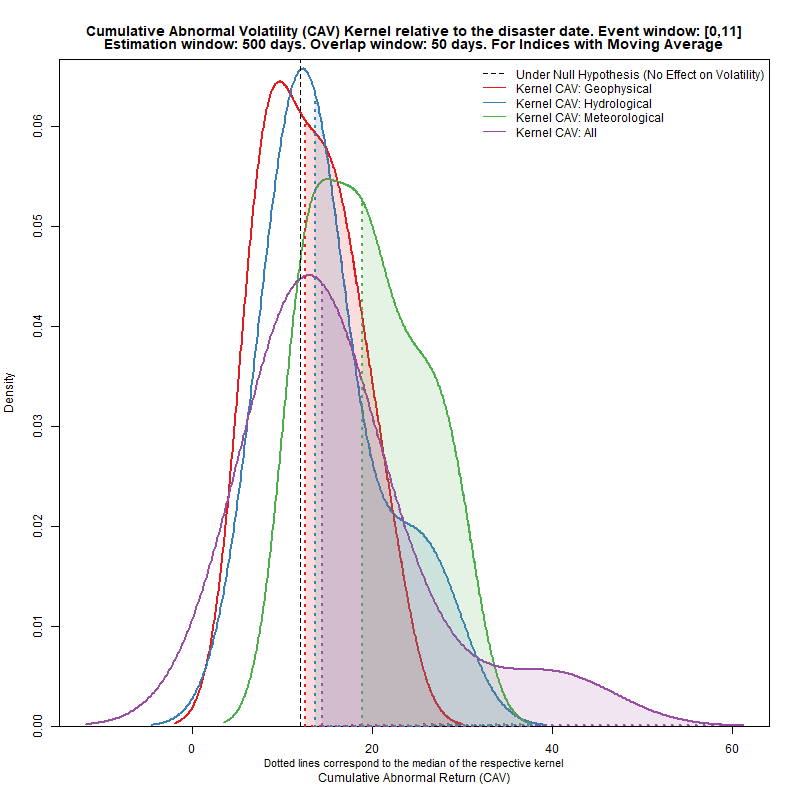 Cumulative Abnormal Volatility (CAV) Kernel relative to the disaster date. Event window: [0,11]
Estimation window: 500 days. Overlap window: 50 days. For Indices with Moving Average
Under Null Hypothesis (No Effect on Volatility)
Kernel CAV: Geophysical
Kernel CAV: Hydrological
Kernel CAV: Meteorological
Kernel CAV: All
Density
0.06
0.05
0.04
0.03
0.02
0.01
0.00
0 20 40 60
Dotted lines correspond to the median of the respective kernel
Cumulative Abnormal Return (CAV)